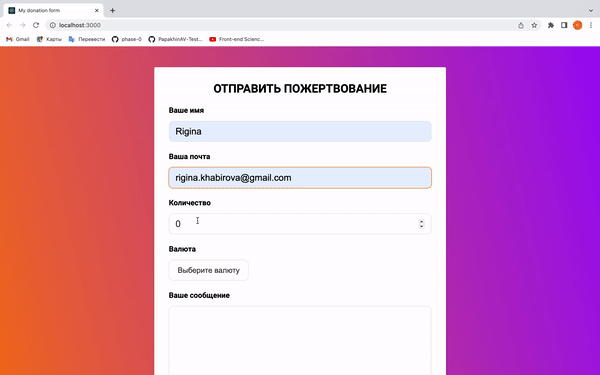 My donation form
localhost:3000
Gmail
Карты
Перевести
phase-0
PapakhinAV-Test...
Front-end Scienc...
ОТПРАВИТЬ ПОЖЕРТВОВАНИЕ
Ваше имя
Rigina
Ваша почта
rigina.khabirova@gmail.com
Количество
0
Валюта
Выберите валюту
Ваше сообщение